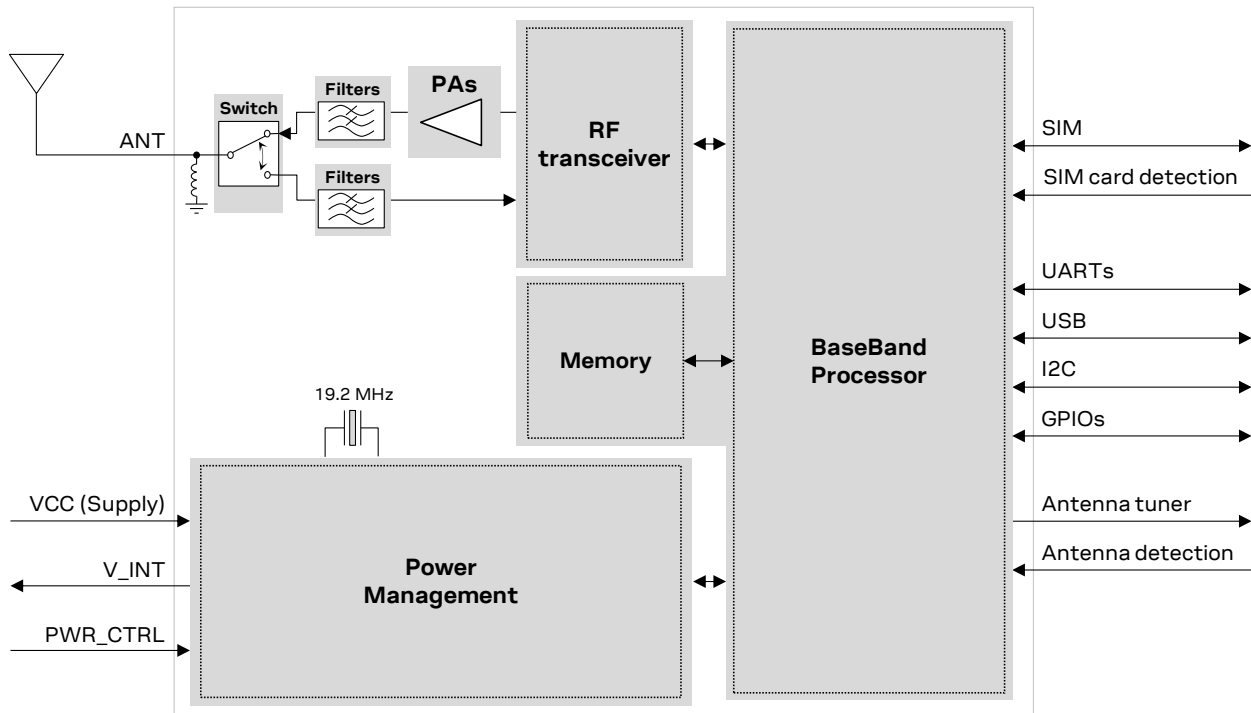 Filters
PAs
Switch
ANT
RF
transceiver
Filters
SIM
SIM card detection
UARTs
USB
I2C
GPIOs
Memory
BaseBand
Processor
19.2 MHz
VCC (Supply)
V_INT
PWR_CTRL
Power
Management
Antenna tuner
Antenna detection